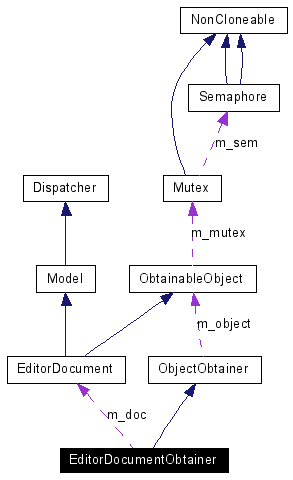 NonCloneable
Semaphore
m_sem
Dispatcher
Mutex
m_mutex
Model
ObtainableObject
m_object
EditorDocument
ObjectObtainer
m_doc
EditorDocumentObtainer